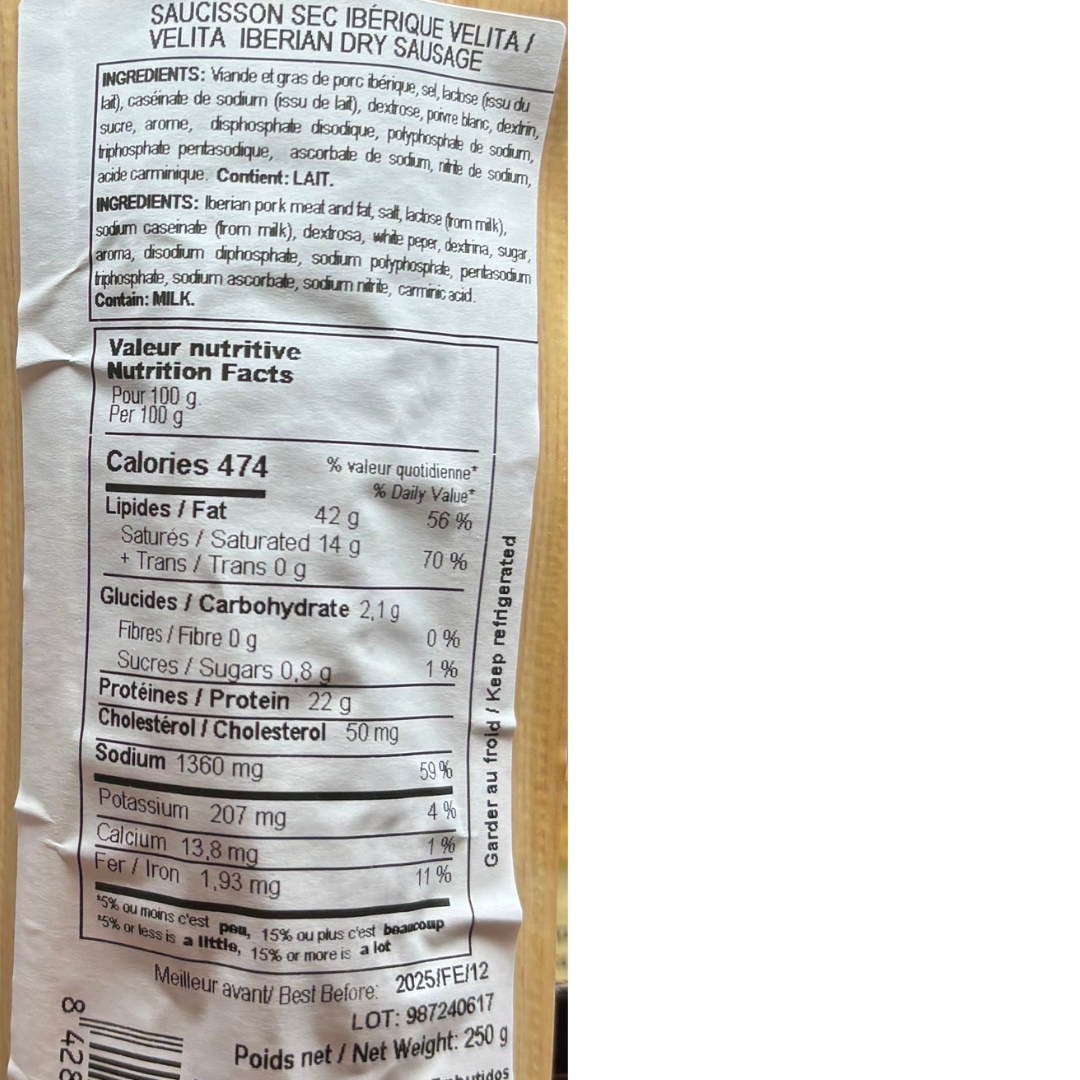 SAUCISSON SEC IBÉRIQUE VELITA /
VELITA IBERIAN DRY SAUSAGE
INGREDIENTS: Viande et gras de porc ibérique, sel, lactose (issu du
lait), caséinate de sodium (issu de lait), dextrose, poivre blanc, dextrin,
sucre, arome, disphosphate disodique, polyphosphate de sodium,
triphosphate pentasodique, ascorbate de sodium, nitrite de sodium,
acide carminique. Contient: LAIT.
INGREDIENTS: Iberian pork meat and fat, salt, lactose (from milk),
sodium caseinate (from milk), dextrosa, white peper, dextrina, sugar,
aroma, disodium diphosphate, sodium polyphosphate, pentasodium
triphosphate, sodium ascorbate, sodium nitrite, carminic acid.
Contain: MILK.
Valeur nutritive
Nutrition Facts
Pour 100 g.
Per 100 g
Calories 474 % valeur quotidienne*
% Daily Value*
Lipides / Fat 42 g 56 %
Saturés / Saturated 14 g
+ Trans / Trans 0 g 70 %
Glucides / Carbohydrate 2,1 g
Fibres / Fibre 0 g 0 %
Sucres / Sugars 0,8 g 1 %
Protéines / Protein 22 g
Cholestérol / Cholesterol 50 mg
Sodium 1360 mg 59 %
Potassium 207 mg 4 %
Calcium 13,8 mg 1 %
Fer / Iron 1,93 mg 11 %
*5% ou moins c'est peu, 15% ou plus c'est beaucoup
*5% or less is a little, 15% or more is a lot
Garder au froid / Keep refrigerated
Meilleur avant/ Best Before: 2025/FE/12
LOT: 987240617
Poids net / Net Weight: 250 g
8 428